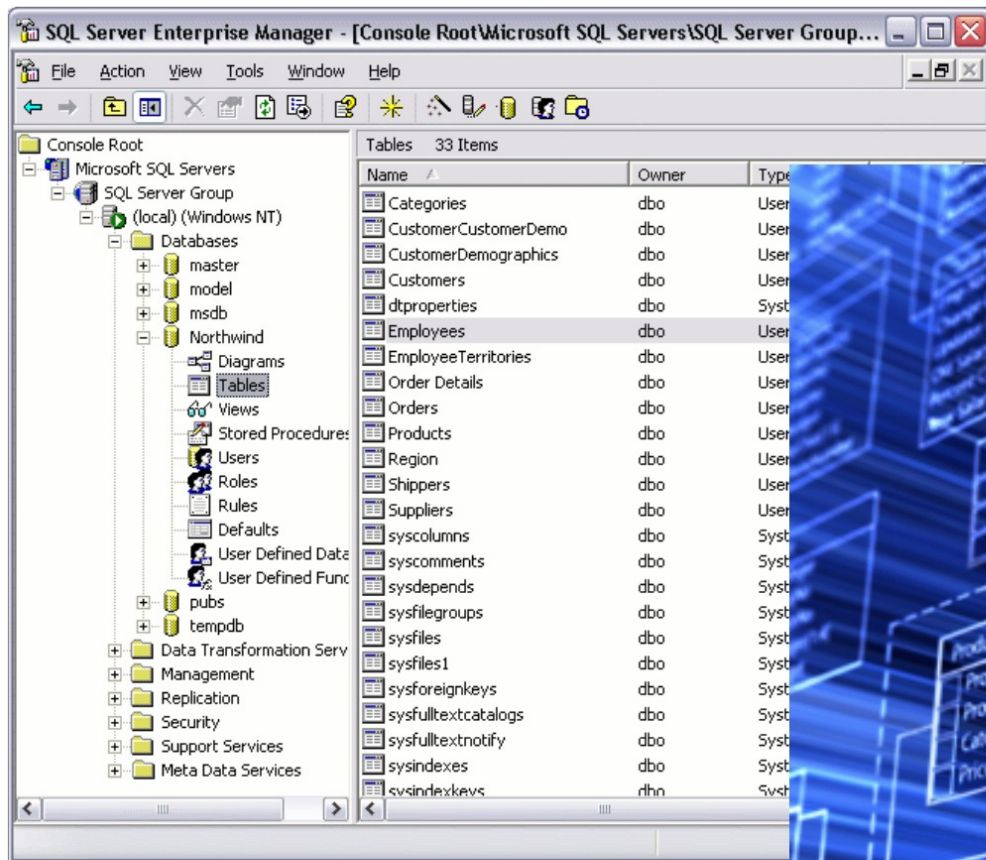 SQL Server Enterprise Manager - [Console Root\Microsoft SQL Servers\SQL Server Group...
File Action View Tools Window Help
Console Root
Microsoft SQL Servers
SQL Server Group
(local) (Windows NT)
Databases
master
model
msdb
Northwind
Diagrams
Tables
Views
Stored Procedures
Users
Roles
Rules
Defaults
User Defined Data
User Defined Func
pubs
tempdb
Data Transformation Serv
Management
Replication
Security
Support Services
Meta Data Services
Tables 33 Items
Name Owner Type
Categories dbo User
CustomerCustomerDemo dbo User
CustomerDemographics dbo User
Customers dbo User
dtproperties dbo Syst
Employees dbo User
EmployeeTerritories dbo User
Order Details dbo User
Orders dbo User
Products dbo User
Region dbo User
Shippers dbo User
Suppliers dbo User
syscolumns dbo Syst
syscomments dbo Syst
sysdepends dbo Syst
sysfilegroups dbo Syst
sysfiles dbo Syst
sysfiles1 dbo Syst
sysforeignkeys dbo Syst
sysfulltextcatalogs dbo Syst
sysfulltextnotify dbo Syst
sysindexes dbo Syst
sysindexkeys dbo Syst